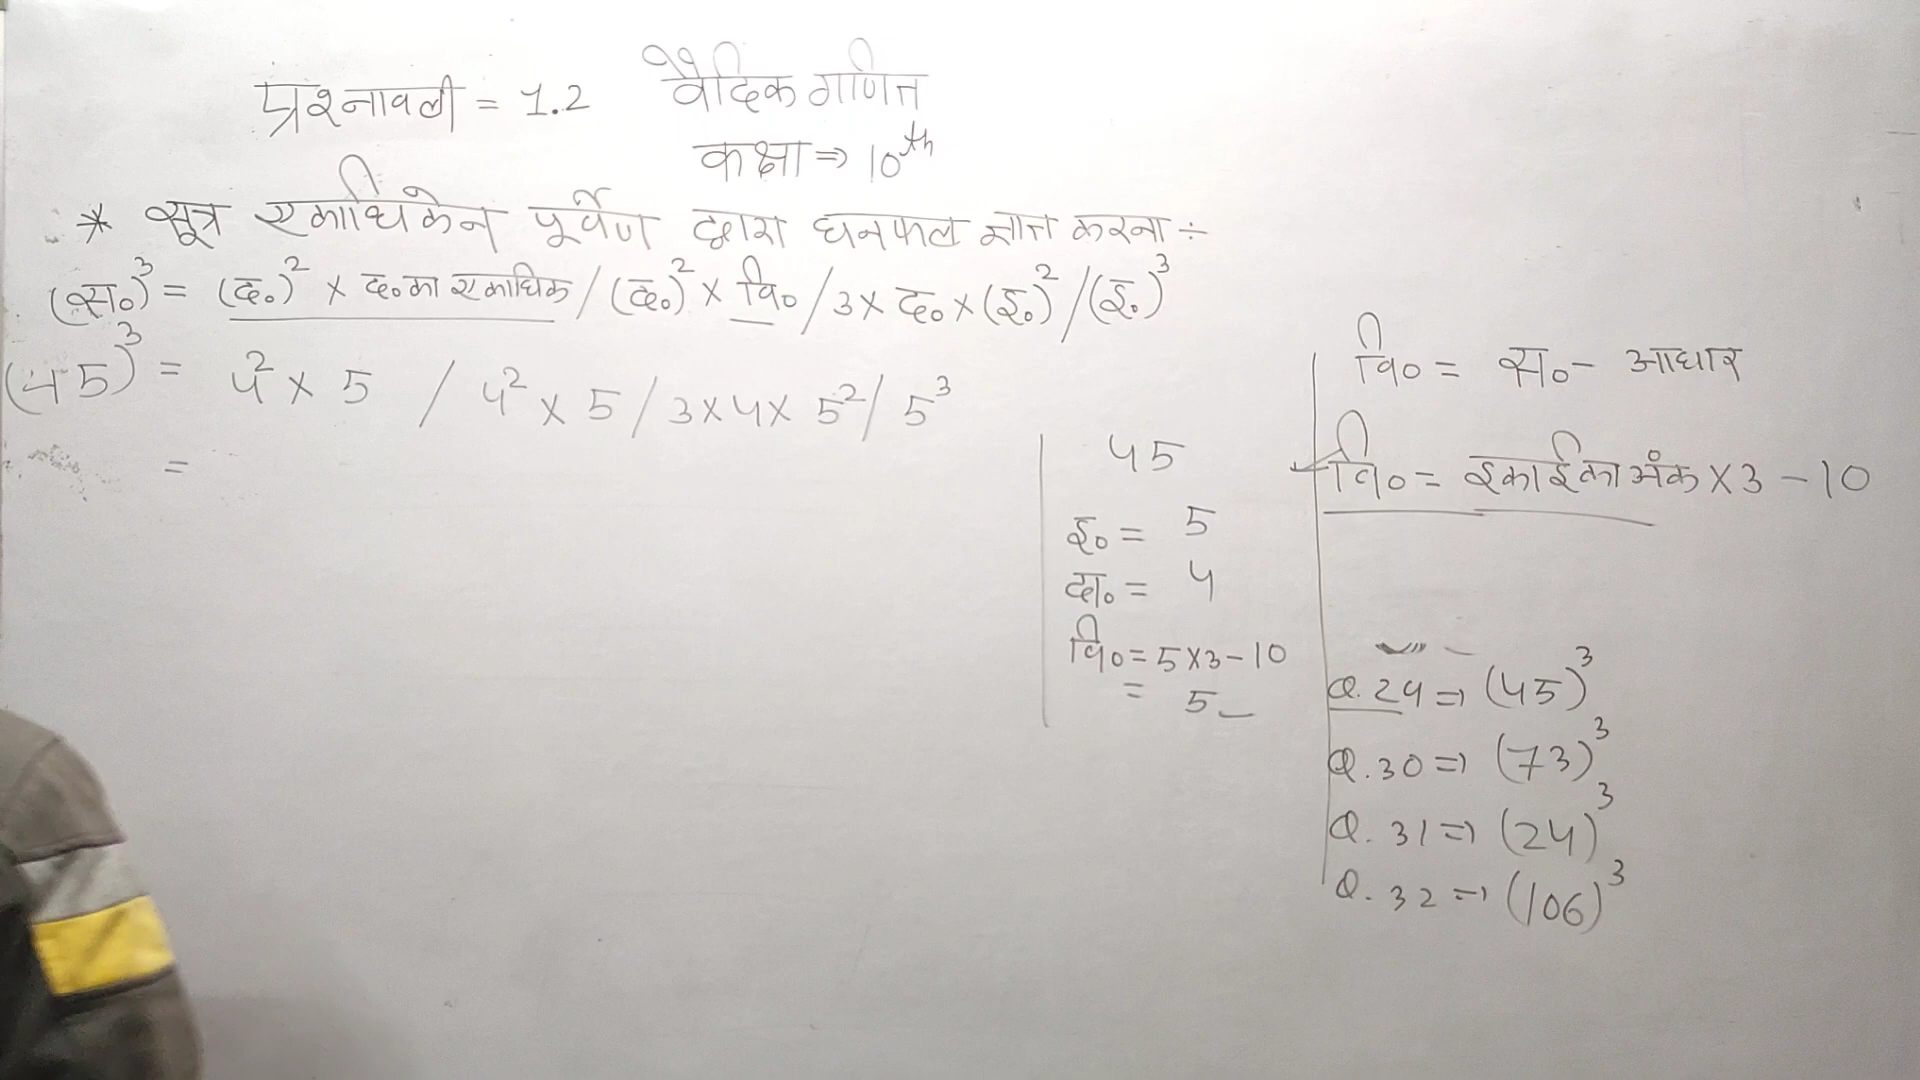 प्रश्नावली = 1.2 वैदिक गणित
कक्षा ⇒ 10th
* सूत्र एकाधिकेन पूर्वेण द्वारा घनफल ज्ञात करना ÷
(स०)³ = (द०)² × द० का एकाधिक / (द०)² × वि० / 3 × द० × (इ०)² / (इ०)³
(45)³ = 4² × 5 / 4² × 5 / 3 × 4 × 5² / 5³
=
45
इ० = 5
दा० = 4
वि० = 5 × 3 - 10
= 5
वि० = स० - आधार
वि० = इकाई का अंक × 3 - 10
Q. 29 ⇒ (45)³
Q. 30 ⇒ (73)³
Q. 31 ⇒ (24)³
Q. 32 ⇒ (106)³